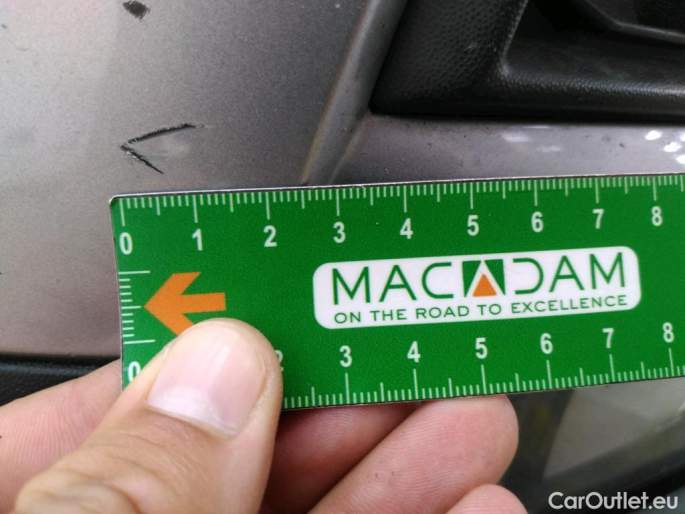 0 1 2 3 4 5 6 7 8
MACADAM
ON THE ROAD TO EXCELLENCE
0 2 3 4 5 6 7 8
CarOutlet.eu